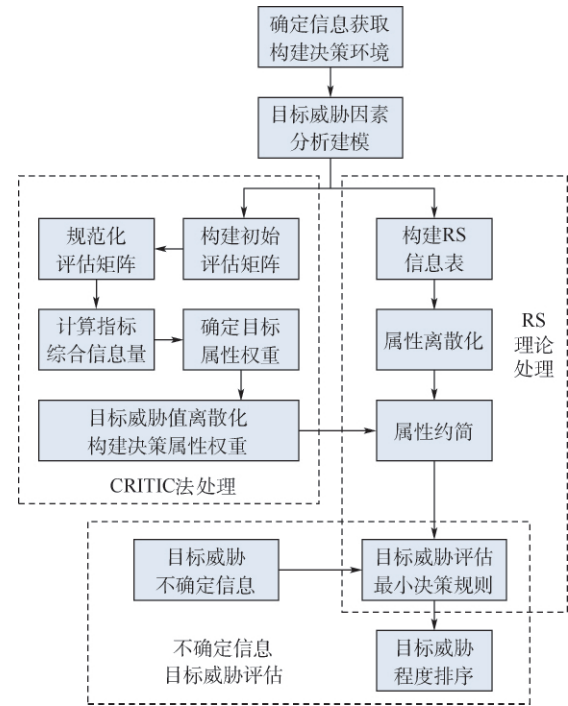 确定信息获取
构建决策环境
目标威胁因素
分析建模
规范化
评估矩阵
构建初始
评估矩阵
构建RS
信息表
计算指标
综合信息量
确定目标
属性权重
属性离散化
RS
理论
处理
目标威胁值离散化
构建决策属性权重
属性约简
CRITIC法处理
目标威胁
不确定信息
目标威胁评估
最小决策规则
不确定信息
目标威胁评估
目标威胁
程度排序